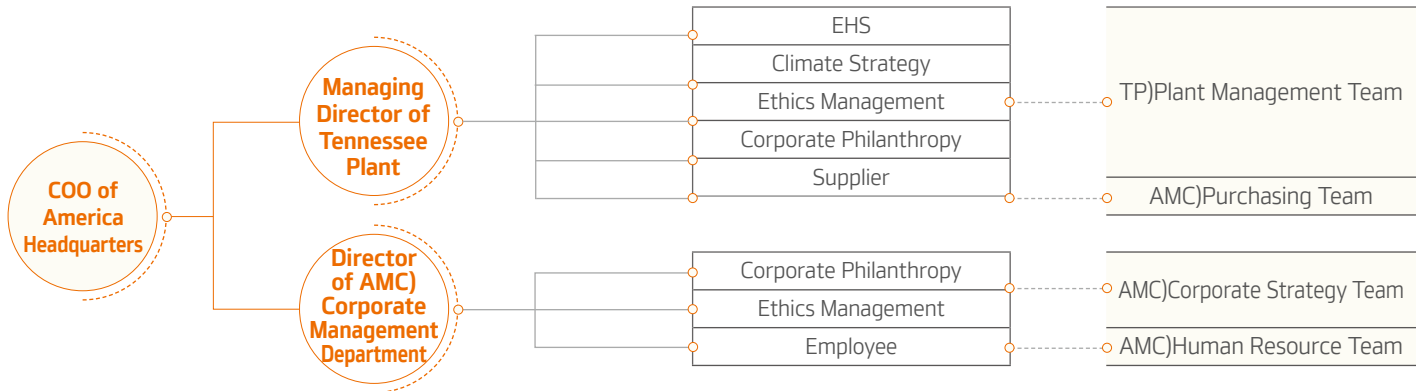 COO of
America
Headquarters
Managing
Director of
Tennessee
Plant
EHS
Climate Strategy
Ethics Management
Corporate Philanthropy
Supplier
TP)Plant Management Team
AMC)Purchasing Team
Director
of AMC)
Corporate
Management
Department
Corporate Philanthropy
Ethics Management
Employee
AMC)Corporate Strategy Team
AMC)Human Resource Team